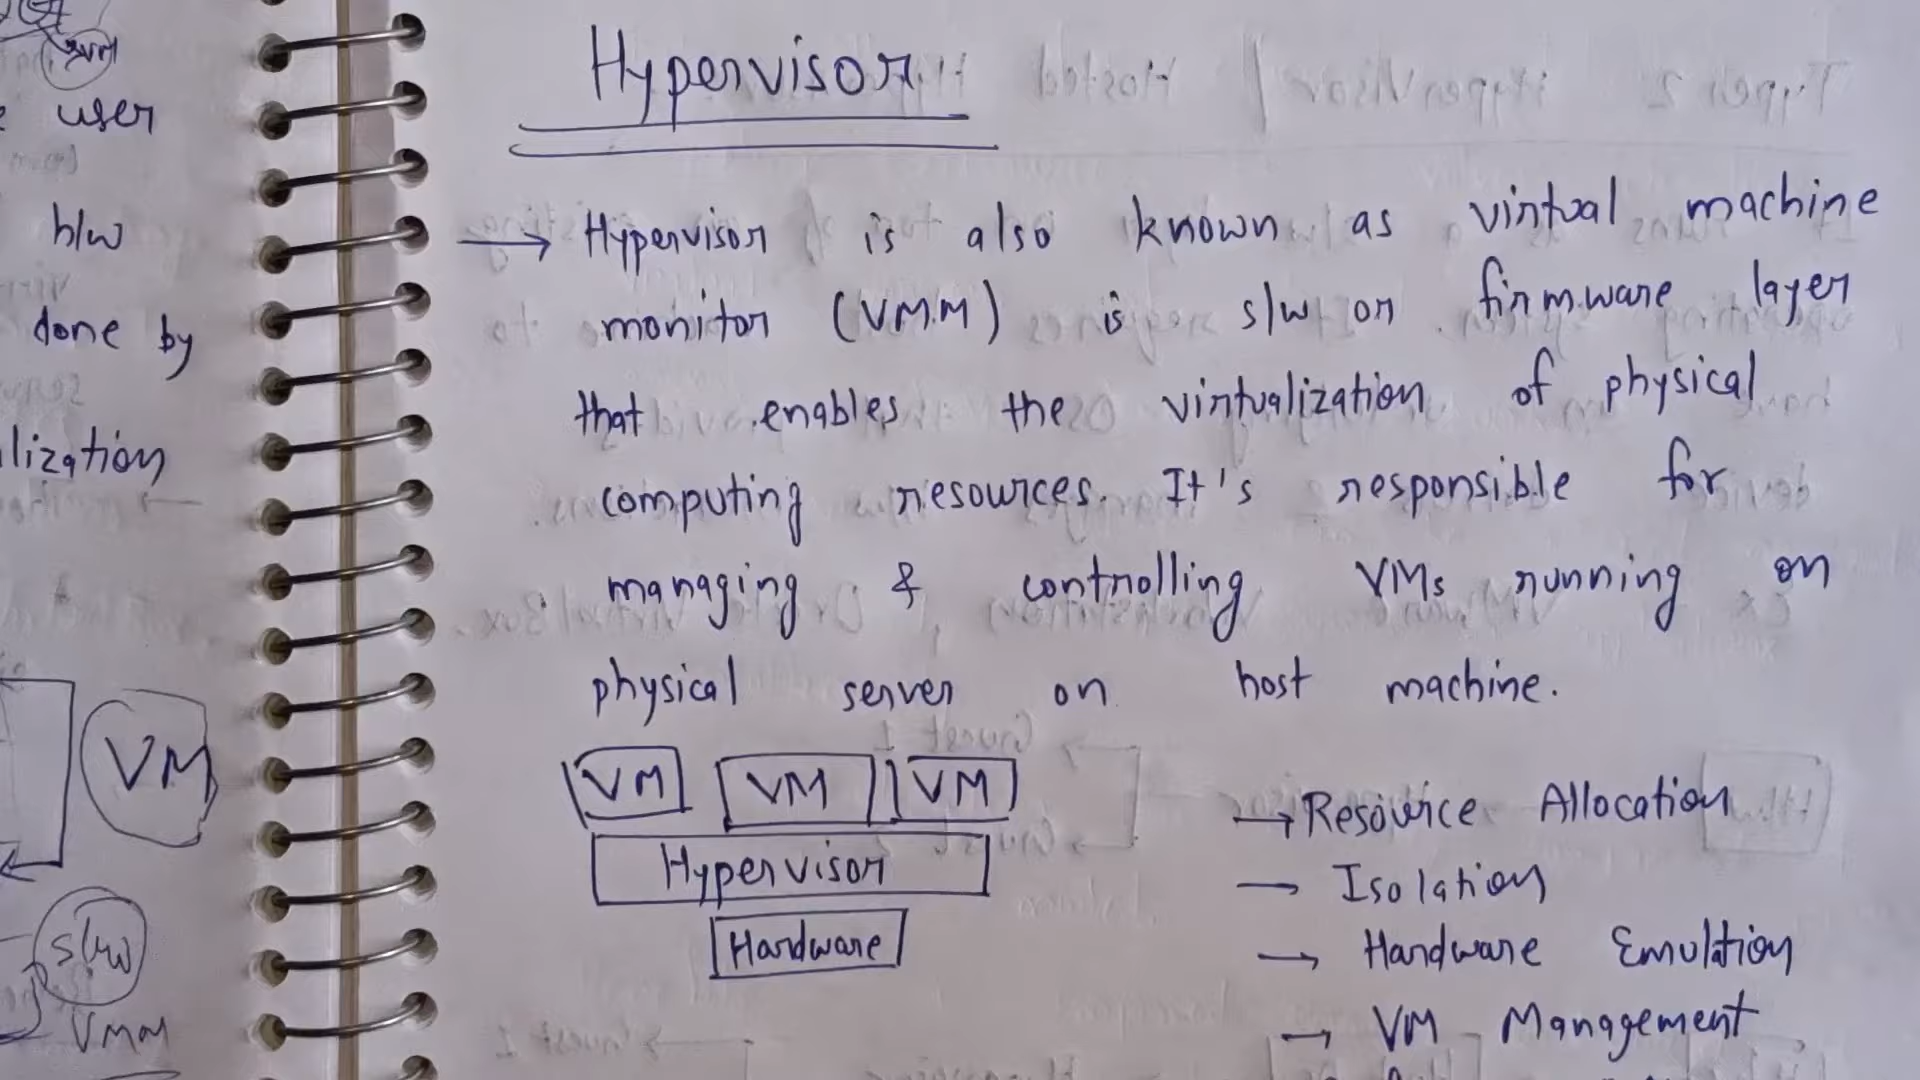 svm
user
b/w
done by
lization
VM
s/w
VMM
Hypervisor
→ Hypervisor is also known as virtual machine
monitor (VMM) is s/w or firmware layer
that enables the virtualization of physical
computing resources. It's responsible for
managing & controlling VMs running on
physical server on host machine.
VM VM VM
Hypervisor
Hardware
→ Resource Allocation
— Isolation
→ Hardware Emultion
→ VM Management